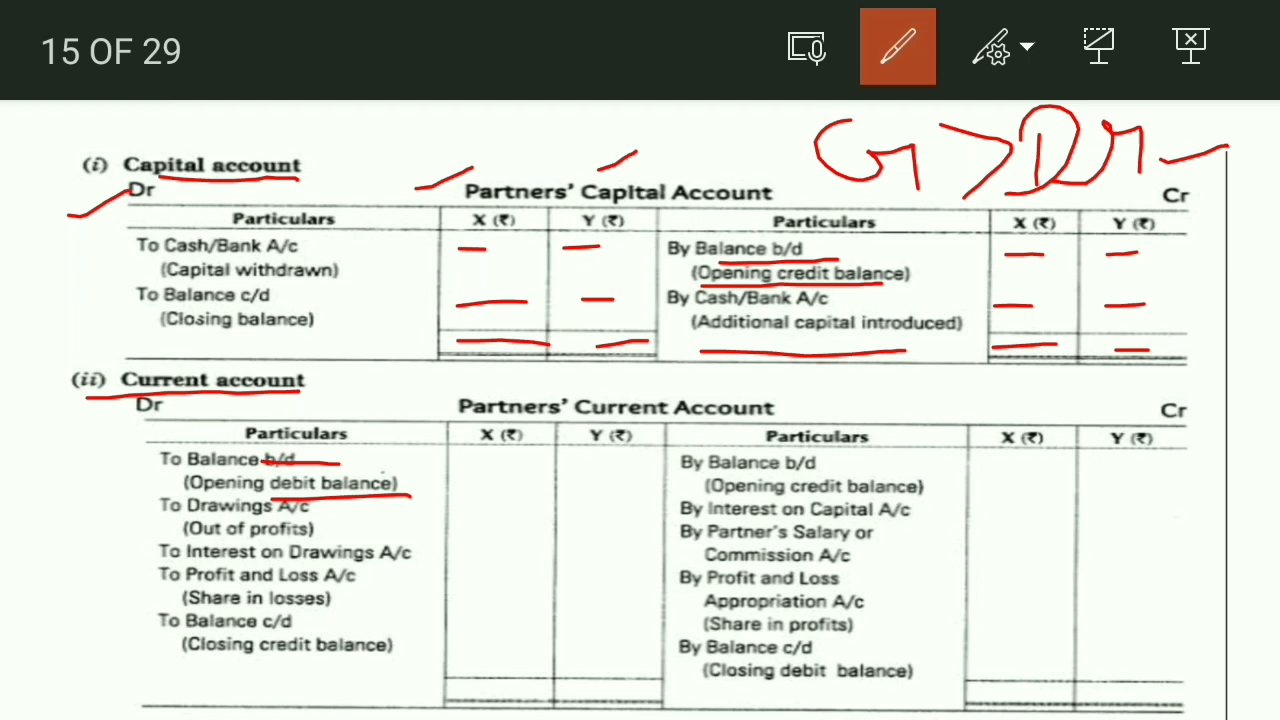 15 OF 29
Cr > Dr
(i) Capital account
Dr Partners' Capital Account Cr
Particulars X (₹) Y (₹) Particulars X (₹) Y (₹)
To Cash/Bank A/c By Balance b/d
(Capital withdrawn) (Opening credit balance)
To Balance c/d By Cash/Bank A/c
(Closing balance) (Additional capital introduced)
(ii) Current account
Dr Partners' Current Account Cr
Particulars X (₹) Y (₹) Particulars X (₹) Y (₹)
To Balance b/d By Balance b/d
(Opening debit balance) (Opening credit balance)
To Drawings A/c By Interest on Capital A/c
(Out of profits) By Partner's Salary or
To Interest on Drawings A/c Commission A/c
To Profit and Loss A/c By Profit and Loss
(Share in losses) Appropriation A/c
To Balance c/d (Share in profits)
(Closing credit balance) By Balance c/d
(Closing debit balance)